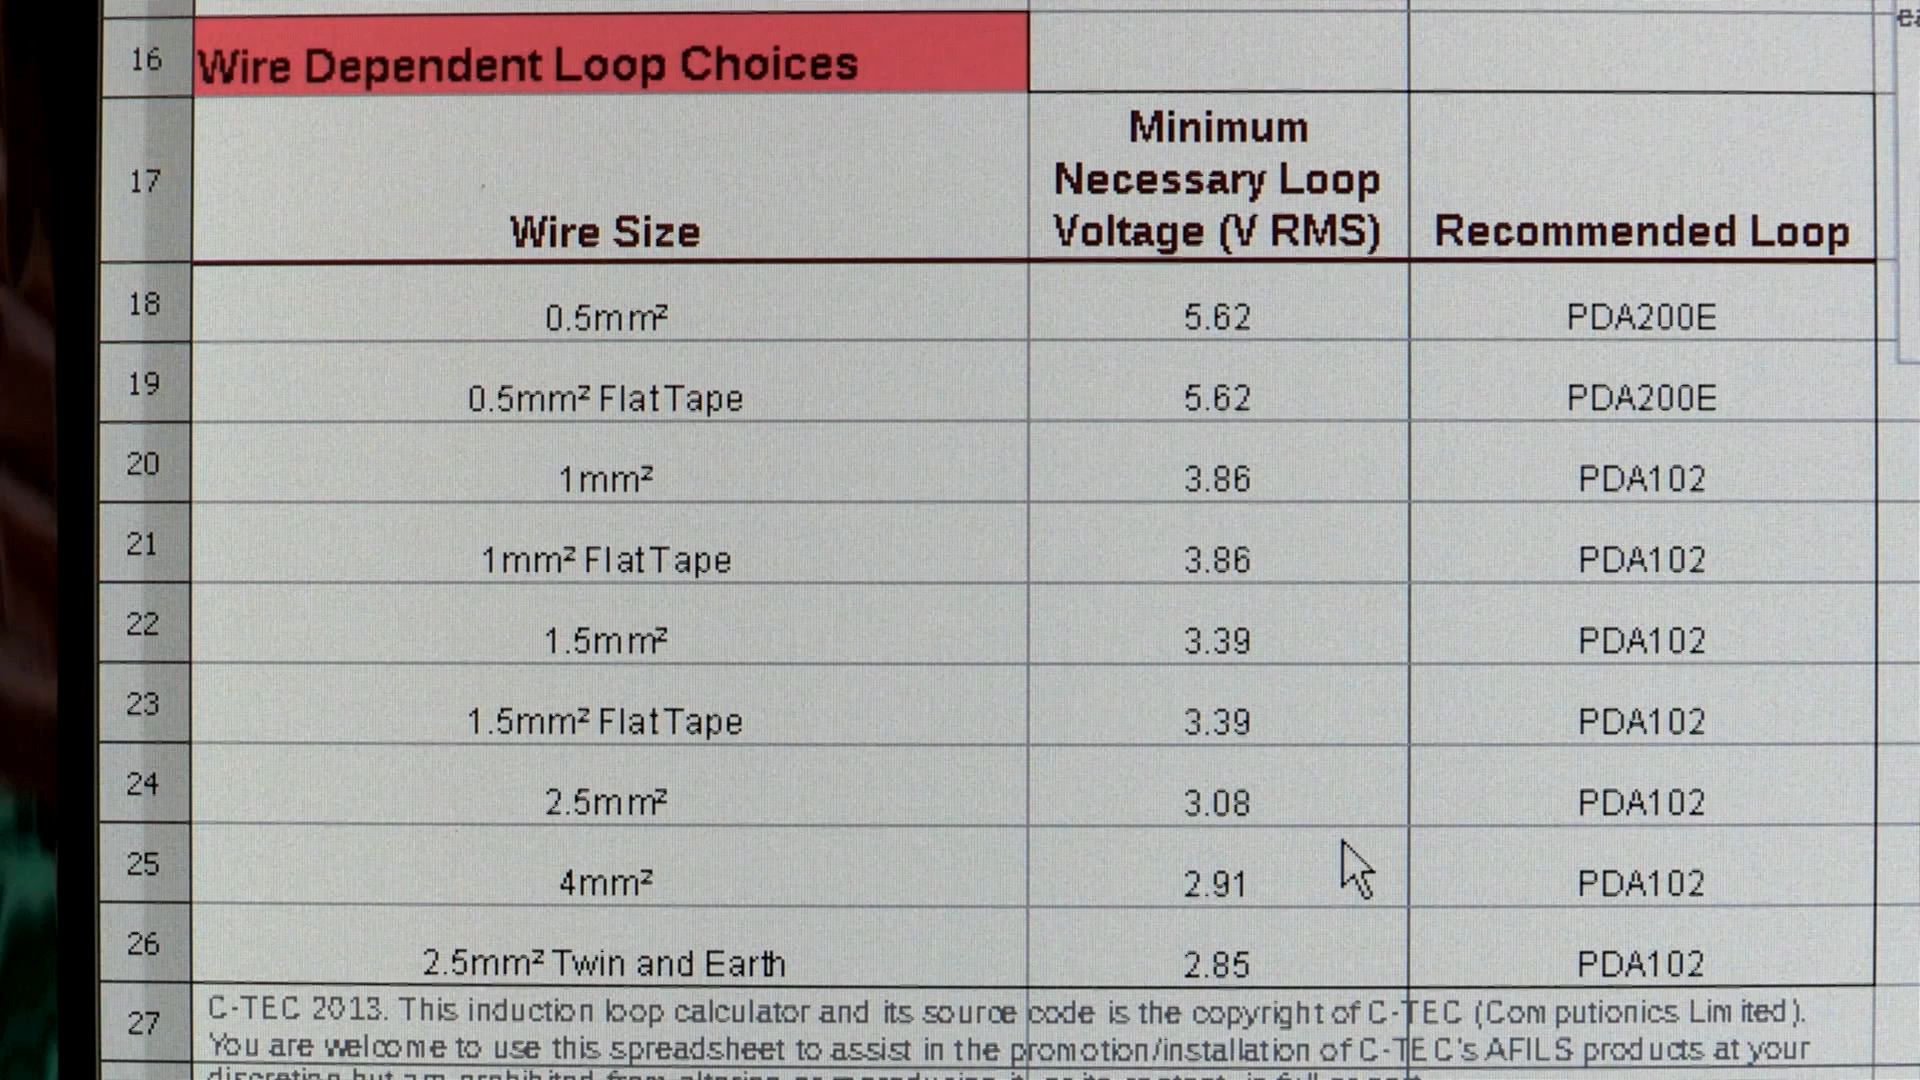 16 Wire Dependent Loop Choices
17 Wire Size Minimum Necessary Loop Voltage (V RMS) Recommended Loop
18 0.5mm² 5.62 PDA200E
19 0.5mm² Flat Tape 5.62 PDA200E
20 1mm² 3.86 PDA102
21 1mm² Flat Tape 3.86 PDA102
22 1.5mm² 3.39 PDA102
23 1.5mm² Flat Tape 3.39 PDA102
24 2.5mm² 3.08 PDA102
25 4mm² 2.91 PDA102
26 2.5mm² Twin and Earth 2.85 PDA102
27 C-TEC 2013. This induction loop calculator and its source code is the copyright of C-TEC (Computionics Limited).
You are welcome to use this spreadsheet to assist in the promotion/installation of C-TEC's AFILS products at your